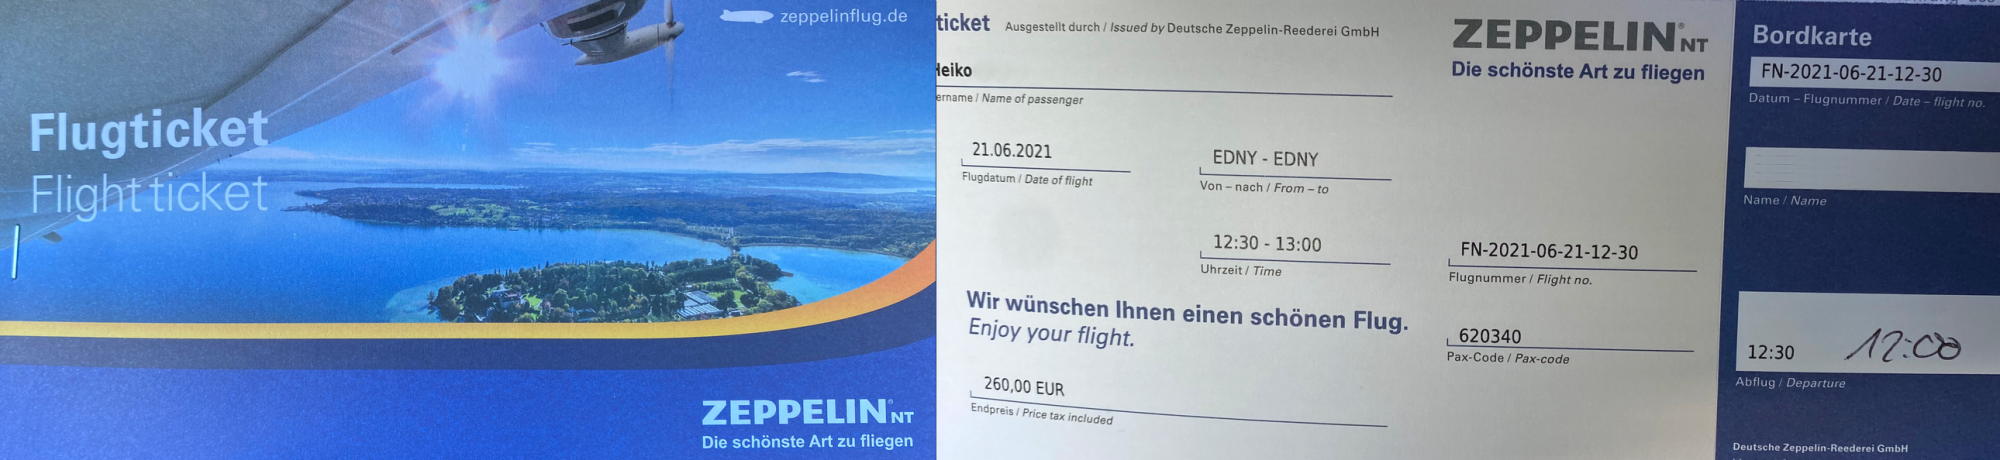 zeppelinflug.de
Flugticket
Flight ticket
ZEPPELIN® NT
Die schönste Art zu fliegen
ticket Ausgestellt durch / Issued by Deutsche Zeppelin-Reederei GmbH
Heiko
ername / Name of passenger
21.06.2021
Flugdatum / Date of flight
EDNY - EDNY
Von – nach / From – to
12:30 - 13:00
Uhrzeit / Time
Wir wünschen Ihnen einen schönen Flug.
Enjoy your flight.
260,00 EUR
Endpreis / Price tax included
ZEPPELIN® NT
Die schönste Art zu fliegen
FN-2021-06-21-12-30
Flugnummer / Flight no.
620340
Pax-Code / Pax-code
Bordkarte
FN-2021-06-21-12-30
Datum – Flugnummer / Date – flight no.
Name / Name
12:30 12:00
Abflug / Departure
Deutsche Zeppelin-Reederei GmbH